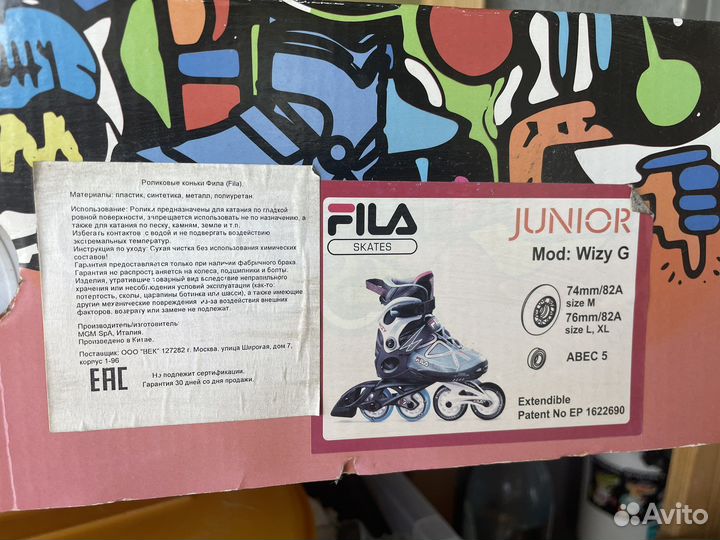 Роликовые коньки Фила (Fila).
Материалы: пластик, синтетика, металл, полиуретан.
Использование: Ролики предназначены для катания по гладкой
ровной поверхности, запрещается использовать не по назначению, а
также для катания по песку, камням, земле и т.п.
Избегать контактов с водой и не подвергать воздействию
экстремальных температур.
Инструкция по уходу: Сухая чистка без использования химических
составов!
Гарантия предоставляется только при наличии фабричного брака.
Гарантия не распространяется на колеса, подшипники и болты.
Изделия, утратившие товарный вид вследствие неправильного
хранения или несоблюдения условий эксплуатации (как-то:
потертость, сколы, царапины ботинка или шасси), а также имеющие
другие механические повреждения из-за воздействия внешних
факторов, возврату или замене не подлежат.
Производитель/изготовитель:
MGM SpA, Италия.
Произведено в Китае.
Поставщик: ООО "ВЕК" 127282 г. Москва, улица Широкая, дом 7,
корпус 1-96
EAC
Не подлежит сертификации.
Гарантия 30 дней со дня продажи.
FILA
SKATES
JUNIOR
Mod: Wizy G
74mm/82A
size M
76mm/82A
size L, XL
ABEC 5
FILA
Extendible
Patent No EP 1622690
Avito